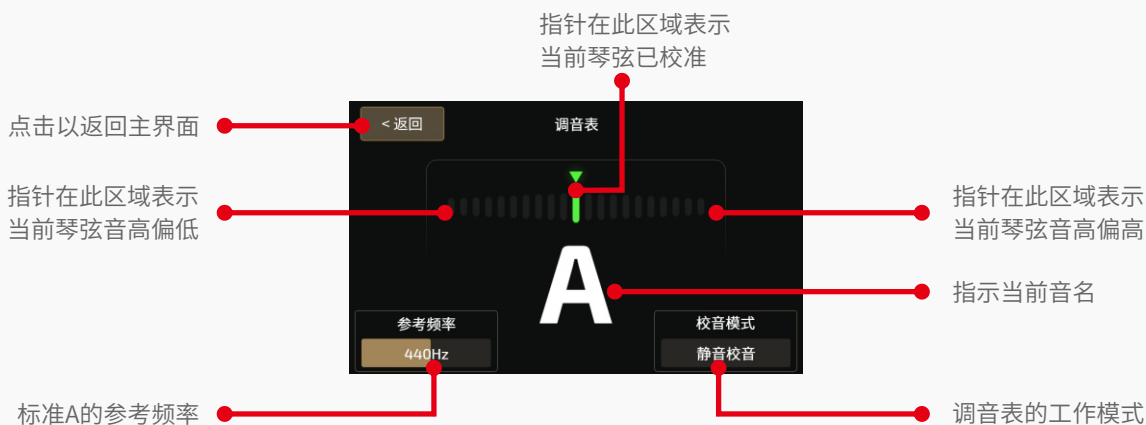 指针在此区域表示
当前琴弦已校准
点击以返回主界面
< 返回
调音表
指针在此区域表示
当前琴弦音高偏低
指针在此区域表示
当前琴弦音高偏高
A
指示当前音名
参考频率
440Hz
校音模式
静音校音
标准A的参考频率
调音表的工作模式